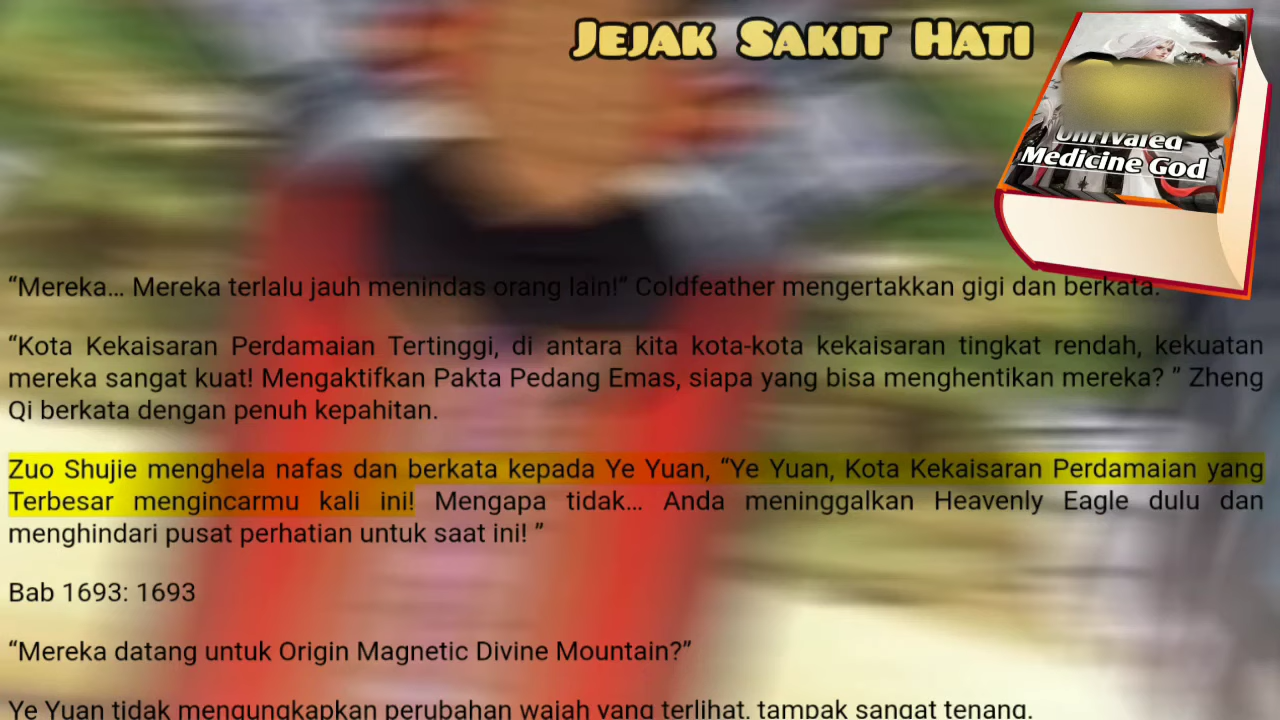 Jejak Sakit Hati
Unrivaled
Medicine God
“Mereka… Mereka terlalu jauh menindas orang lain!” Coldfeather mengertakkan gigi dan berkata.
“Kota Kekaisaran Perdamaian Tertinggi, di antara kita kota-kota kekaisaran tingkat rendah, kekuatan
mereka sangat kuat! Mengaktifkan Pakta Pedang Emas, siapa yang bisa menghentikan mereka? ” Zheng
Qi berkata dengan penuh kepahitan.
Zuo Shujie menghela nafas dan berkata kepada Ye Yuan, “Ye Yuan, Kota Kekaisaran Perdamaian yang
Terbesar mengincarmu kali ini! Mengapa tidak… Anda meninggalkan Heavenly Eagle dulu dan
menghindari pusat perhatian untuk saat ini! ”
Bab 1693: 1693
“Mereka datang untuk Origin Magnetic Divine Mountain?”
Ye Yuan tidak mengungkapkan perubahan wajah yang terlihat, tampak sangat tenang.